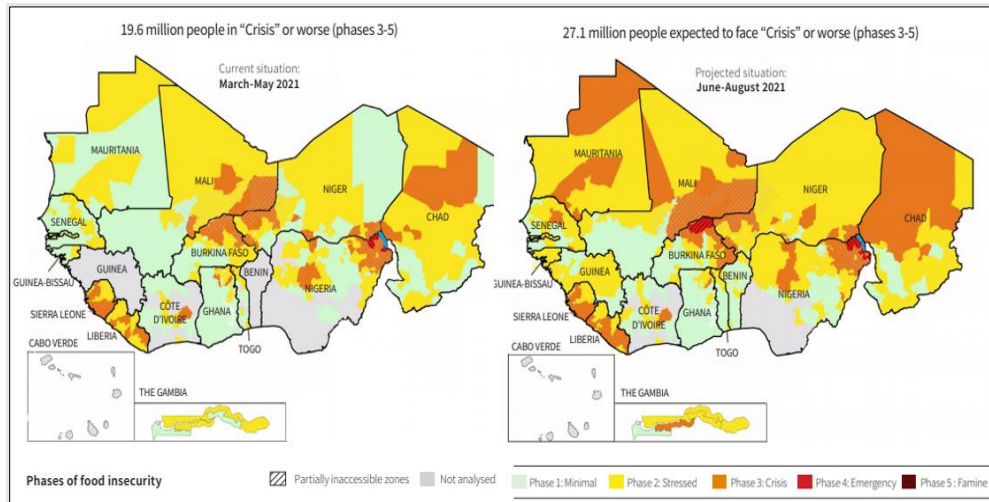 19.6 million people in “Crisis” or worse (phases 3-5)
Current situation:
March-May 2021
MAURITANIA
MALI
NIGER
CHAD
SENEGAL
BURKINA FASO
GUINEA
BENIN
NIGERIA
GUINEA-BISSAU
CÔTE
D'IVOIRE
GHANA
SIERRA LEONE
LIBERIA
TOGO
CABO VERDE
THE GAMBIA
27.1 million people expected to face “Crisis” or worse (phases 3-5)
Projected situation:
June-August 2021
MAURITANIA
MALI
NIGER
CHAD
SENEGAL
BURKINA FASO
GUINEA
BENIN
NIGERIA
GUINEA-BISSAU
CÔTE
D'IVOIRE
GHANA
SIERRA LEONE
LIBERIA
TOGO
CABO VERDE
THE GAMBIA
Phases of food insecurity
Partially inaccessible zones
Not analysed
Phase 1: Minimal
Phase 2: Stressed
Phase 3: Crisis
Phase 4: Emergency
Phase 5 : Famine